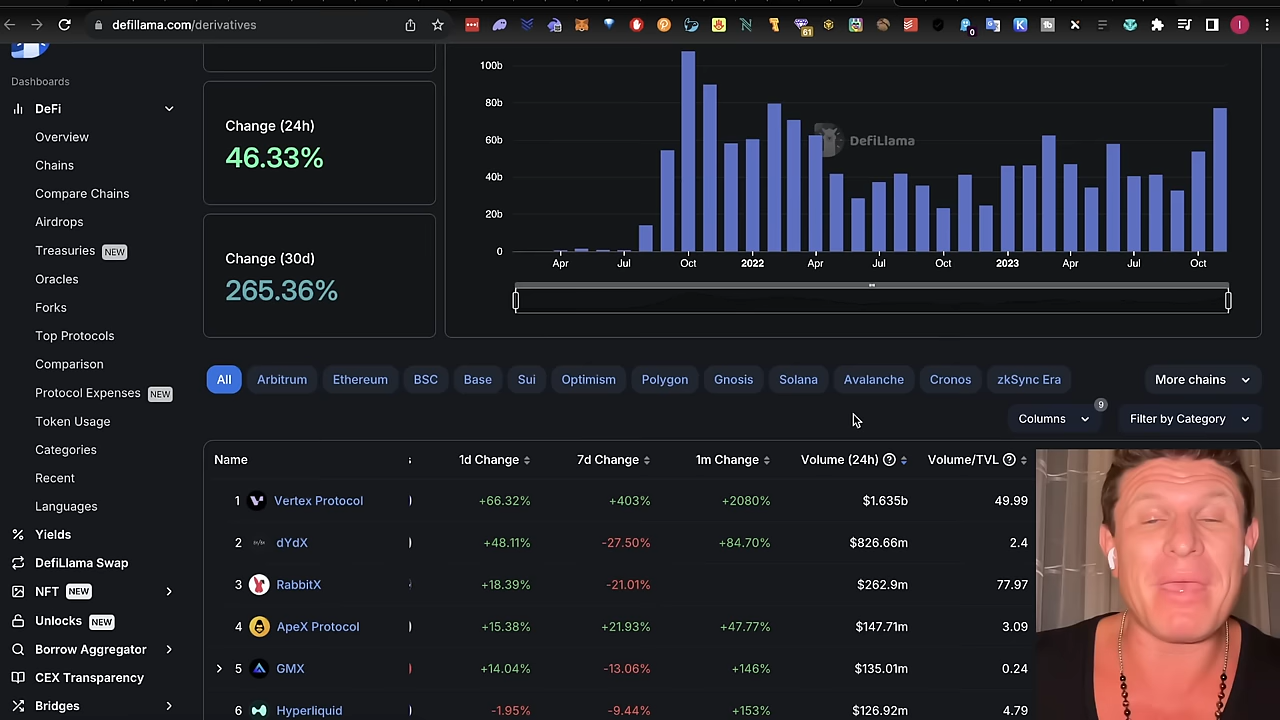 defillama.com/derivatives
61
0
I
Dashboards
DeFi
Overview
Chains
Compare Chains
Airdrops
Treasuries NEW
Oracles
Forks
Top Protocols
Comparison
Protocol Expenses NEW
Token Usage
Categories
Recent
Languages
Yields
DefiLlama Swap
NFT NEW
Unlocks NEW
Borrow Aggregator
CEX Transparency
Bridges
Change (24h)
46.33%
Change (30d)
265.36%
100b
80b
60b
40b
20b
0
DefiLlama
Apr Jul Oct 2022 Apr Jul Oct 2023 Apr Jul Oct
All Arbitrum Ethereum BSC Base Sui Optimism Polygon Gnosis Solana Avalanche Cronos zkSync Era More chains
9
Columns Filter by Category
Name 1d Change 7d Change 1m Change Volume (24h) Volume/TVL
1 Vertex Protocol +66.32% +403% +2080% $1.635b 49.99
2 dYdX +48.11% -27.50% +84.70% $826.66m 2.4
3 RabbitX +18.39% -21.01% $262.9m 77.97
4 ApeX Protocol +15.38% +21.93% +47.77% $147.71m 3.09
5 GMX +14.04% -13.06% +146% $135.01m 0.24
6 Hyperliquid -1.95% -9.44% +153% $126.92m 4.79